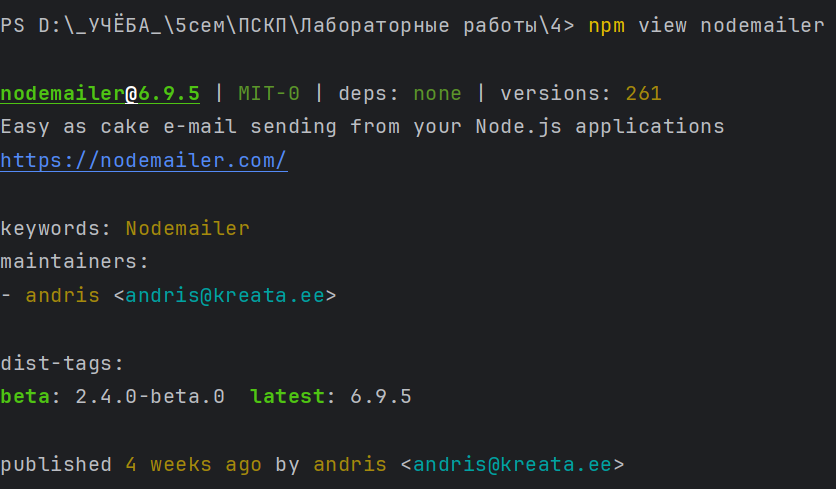 PS D:\_УЧЁБА_\5сем\ПСКП\Лабораторные работы\4> npm view nodemailer
nodemailer@6.9.5 | MIT-0 | deps: none | versions: 261
Easy as cake e-mail sending from your Node.js applications
https://nodemailer.com/
keywords: Nodemailer
maintainers:
- andris <andris@kreata.ee>
dist-tags:
beta: 2.4.0-beta.0  latest: 6.9.5
published 4 weeks ago by andris <andris@kreata.ee>